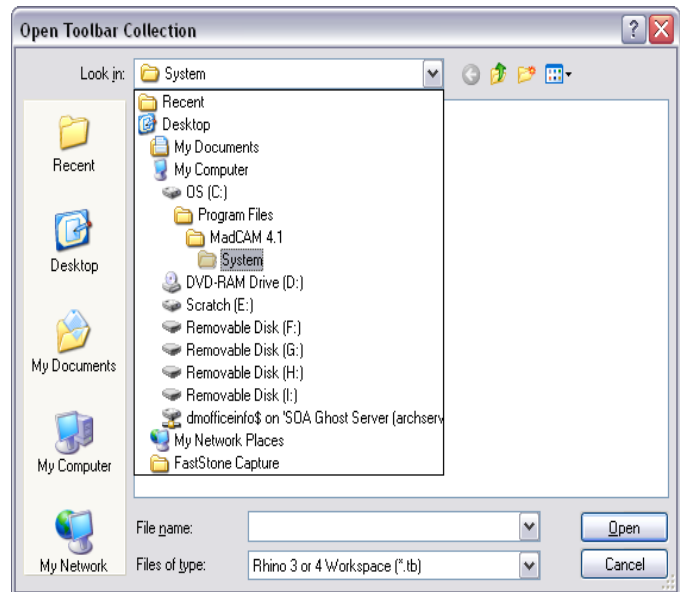 Open Toolbar Collection
Look in: System
Recent
Desktop
My Documents
My Computer
OS (C:)
Program Files
MadCAM 4.1
System
DVD-RAM Drive (D:)
Scratch (E:)
Removable Disk (F:)
Removable Disk (G:)
Removable Disk (H:)
Removable Disk (I:)
dmofficeinfo$ on 'SOA Ghost Server (archserv
My Network Places
FastStone Capture
Recent
Desktop
My Documents
My Computer
My Network
File name:
Open
Files of type: Rhino 3 or 4 Workspace (*.tb)
Cancel